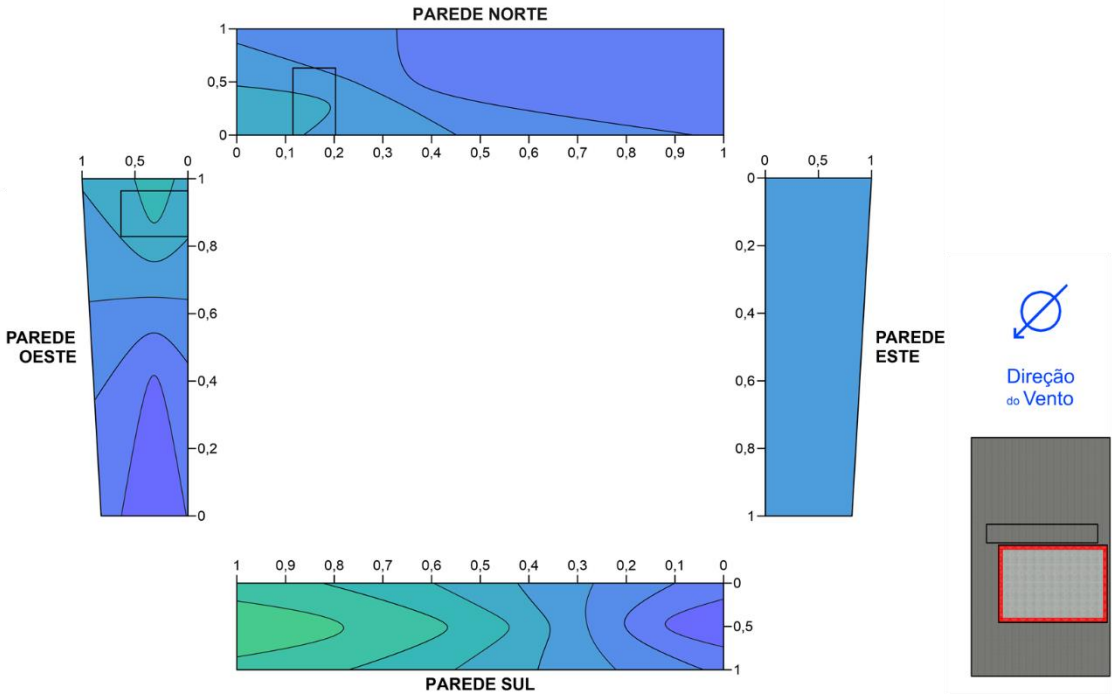 PAREDE NORTE
1
0,5
0
0 0,1 0,2 0,3 0,4 0,5 0,6 0,7 0,8 0,9 1
1 0,5 0
1
0,8
0,6
0,4
0,2
0
PAREDE
OESTE
0 0,5 1
0
0,2
0,4
0,6
0,8
1
PAREDE
ESTE
Direção
do Vento
1 0,9 0,8 0,7 0,6 0,5 0,4 0,3 0,2 0,1 0
0
0,5
1
PAREDE SUL